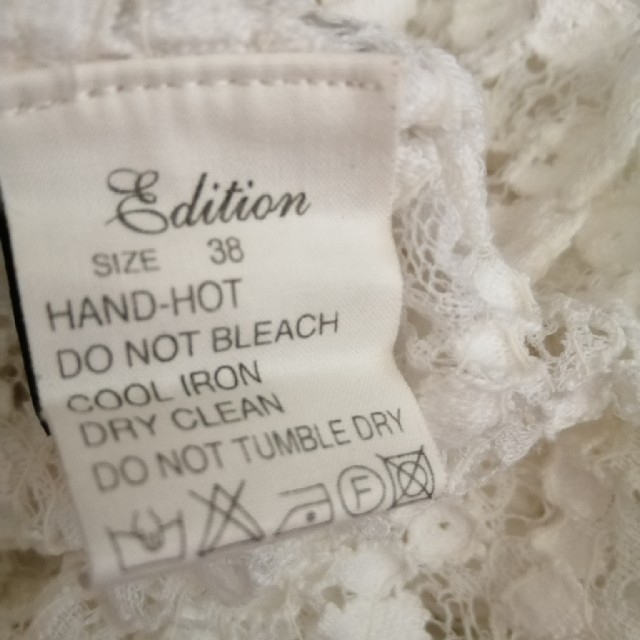 Edition
SIZE 38
HAND-HOT
DO NOT BLEACH
COOL IRON
DRY CLEAN
DO NOT TUMBLE DRY
F